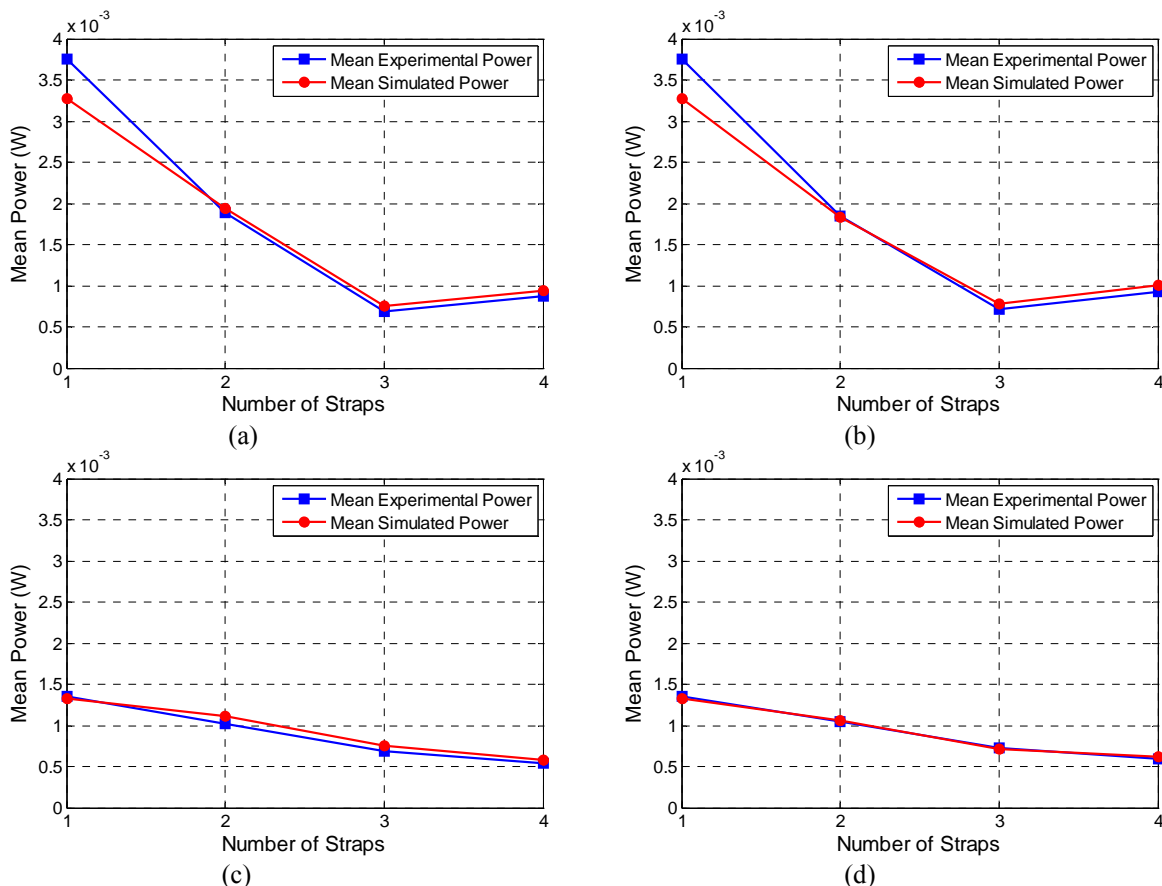 x 10-3
4
3.5
3
2.5
2
1.5
1
0.5
0
Mean Power (W)
Mean Experimental Power
Mean Simulated Power
1 2 3 4
Number of Straps
(a)
x 10-3
4
3.5
3
2.5
2
1.5
1
0.5
0
Mean Power (W)
Mean Experimental Power
Mean Simulated Power
1 2 3 4
Number of Straps
(b)
x 10-3
4
3.5
3
2.5
2
1.5
1
0.5
0
Mean Power (W)
Mean Experimental Power
Mean Simulated Power
1 2 3 4
Number of Straps
(c)
x 10-3
4
3.5
3
2.5
2
1.5
1
0.5
0
Mean Power (W)
Mean Experimental Power
Mean Simulated Power
1 2 3 4
Number of Straps
(d)